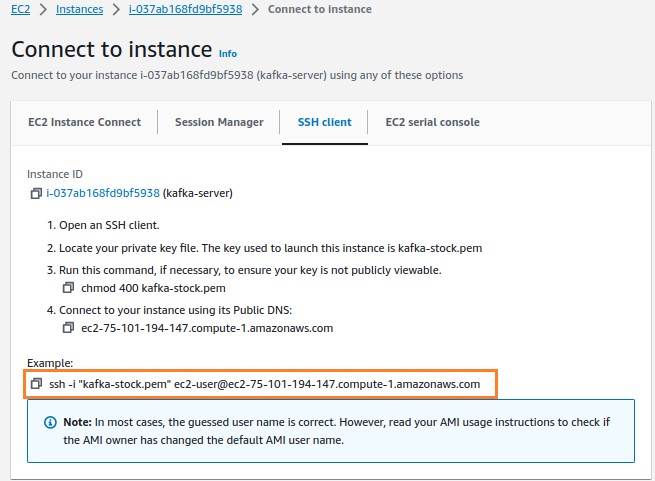 EC2 > Instances > i-037ab168fd9bf5938 > Connect to instance
Connect to instance Info
Connect to your instance i-037ab168fd9bf5938 (kafka-server) using any of these options
EC2 Instance Connect Session Manager SSH client EC2 serial console
Instance ID
i-037ab168fd9bf5938 (kafka-server)
1. Open an SSH client.
2. Locate your private key file. The key used to launch this instance is kafka-stock.pem
3. Run this command, if necessary, to ensure your key is not publicly viewable.
chmod 400 kafka-stock.pem
4. Connect to your instance using its Public DNS:
ec2-75-101-194-147.compute-1.amazonaws.com
Example:
ssh -i "kafka-stock.pem" ec2-user@ec2-75-101-194-147.compute-1.amazonaws.com
Note: In most cases, the guessed user name is correct. However, read your AMI usage instructions to check if
the AMI owner has changed the default AMI user name.